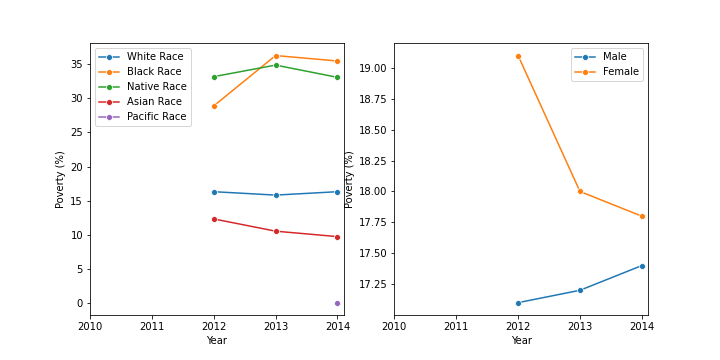 White Race
Black Race
Native Race
Asian Race
Pacific Race
35
30
25
20
15
10
5
0
Poverty (%)
2010 2011 2012 2013 2014
Year
Male
Female
19.00
18.75
18.50
18.25
18.00
17.75
17.50
17.25
Poverty (%)
2010 2011 2012 2013 2014
Year